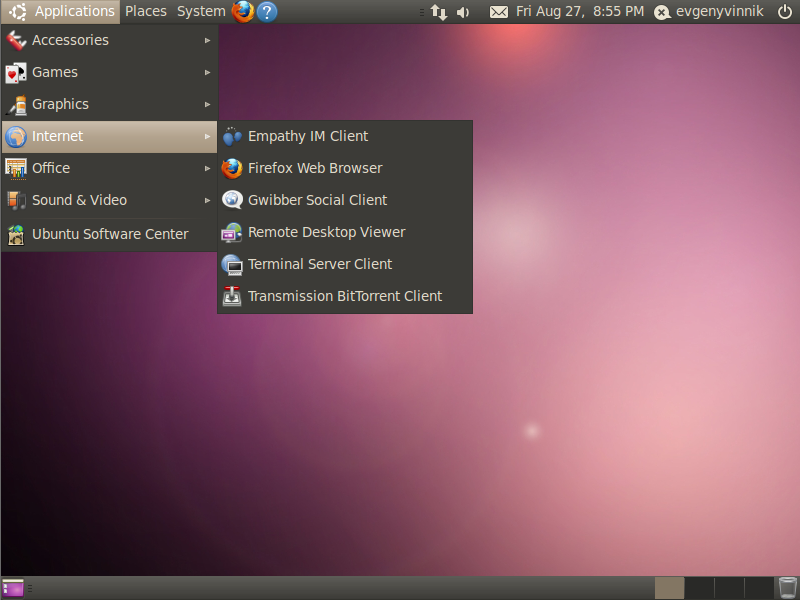 Applications Places System ? Fri Aug 27, 8:55 PM evgenyvinnik
Accessories
Games
Graphics
Internet
Office
Sound & Video
Ubuntu Software Center
Empathy IM Client
Firefox Web Browser
Gwibber Social Client
Remote Desktop Viewer
Terminal Server Client
Transmission BitTorrent Client